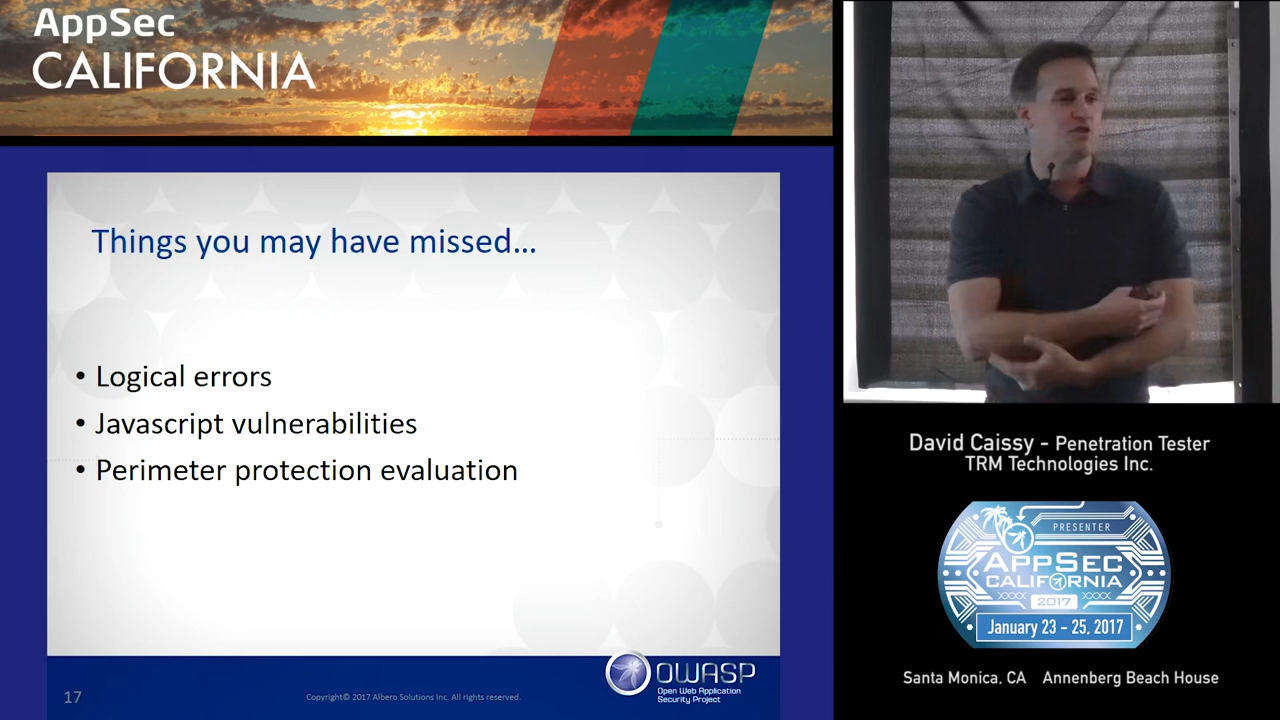 AppSec
CALIFORNIA
Things you may have missed...
• Logical errors
• Javascript vulnerabilities
• Perimeter protection evaluation
17
Copyright© 2017 Albero Solutions Inc. All rights reserved.
OWASP
Open Web Application
Security Project
David Caissy - Penetration Tester
TRM Technologies Inc.
PRESENTER
APPSEC
CALIFORNIA
2017
January 23 - 25, 2017
Santa Monica, CA Annenberg Beach House